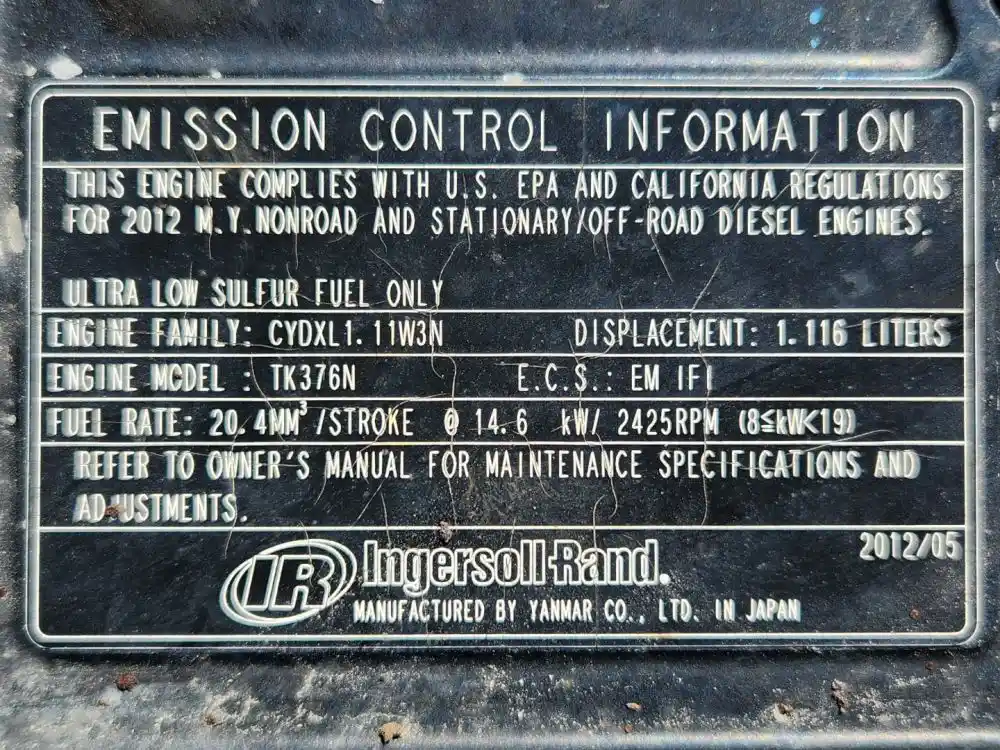 EMISSION CONTROL INFORMATION
THIS ENGINE COMPLIES WITH U.S. EPA AND CALIFORNIA REGULATIONS
FOR 2012 M.Y. NONROAD AND STATIONARY/OFF-ROAD DIESEL ENGINES.
ULTRA LOW SULFUR FUEL ONLY
ENGINE FAMILY: CYDXL1.11W3N DISPLACEMENT: 1.116 LITERS
ENGINE MODEL : TK376N E.C.S.: EM IFI
FUEL RATE: 20.4MM³/STROKE @ 14.6 kW/ 2425RPM (8≦kW<19)
REFER TO OWNER'S MANUAL FOR MAINTENANCE SPECIFICATIONS AND
ADJUSTMENTS.
2012/05
IR Ingersoll-Rand.
MANUFACTURED BY YANMAR CO., LTD. IN JAPAN